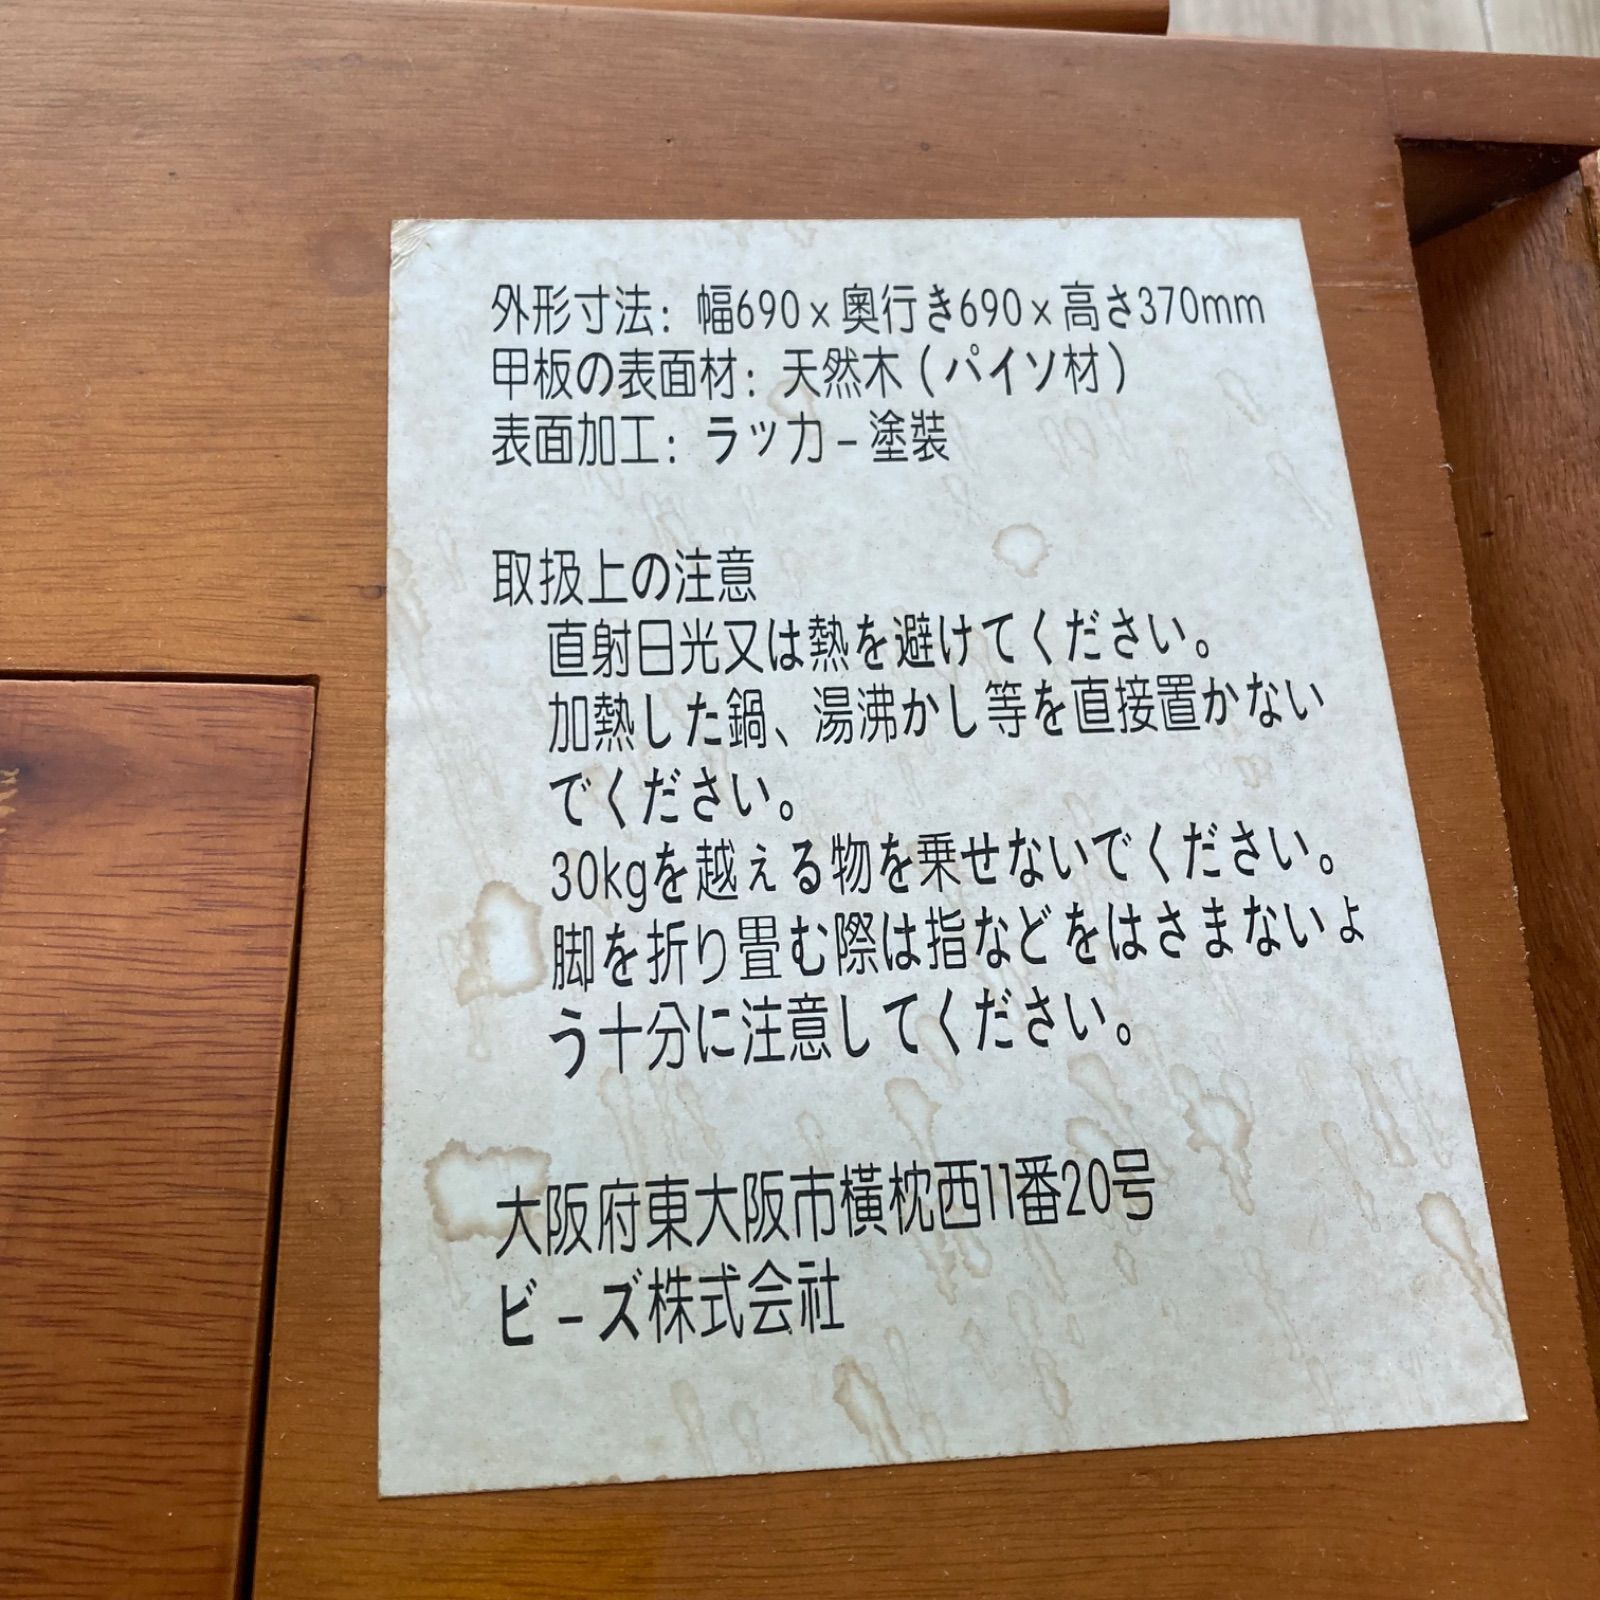 外形寸法: 幅690×奥行き690×高さ370mm
甲板の表面材: 天然木(パイソ材)
表面加工: ラッカ-塗装
取扱上の注意
直射日光又は熱を避けてください。
加熱した鍋、湯沸かし等を直接置かない
でください。
30kgを越ぇる物を乗せないでください。
脚を折り畳む際は指などをはさまないょ
う十分に注意してください。
大阪府東大阪市横枕西11番20号
ビ-ズ株式会社